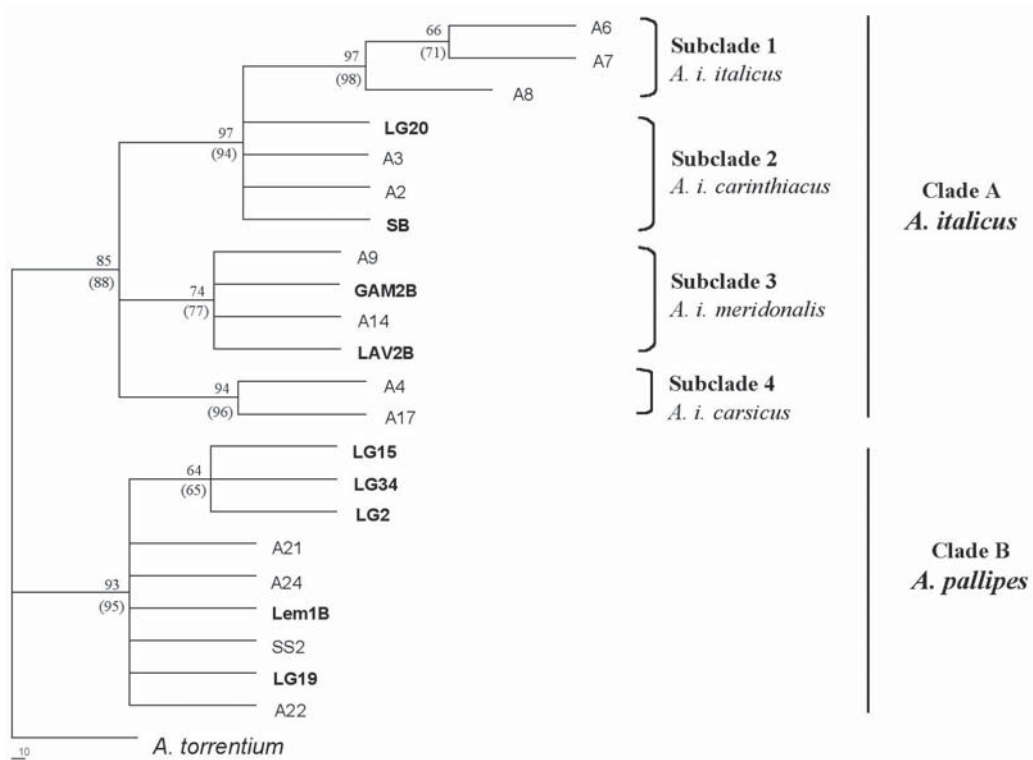 66
(71)
A6
A7
97
(98)
A8
Subclade 1
A. i. italicus
97
(94)
LG20
A3
A2
SB
Subclade 2
A. i. carinthiacus
Clade A
A. italicus
85
(88)
A9
74
(77)
GAM2B
A14
LAV2B
Subclade 3
A. i. meridonalis
94
(96)
A4
A17
Subclade 4
A. i. carsicus
LG15
64
(65)
LG34
LG2
A21
A24
93
(95)
Lem1B
SS2
LG19
A22
Clade B
A. pallipes
A. torrentium
10